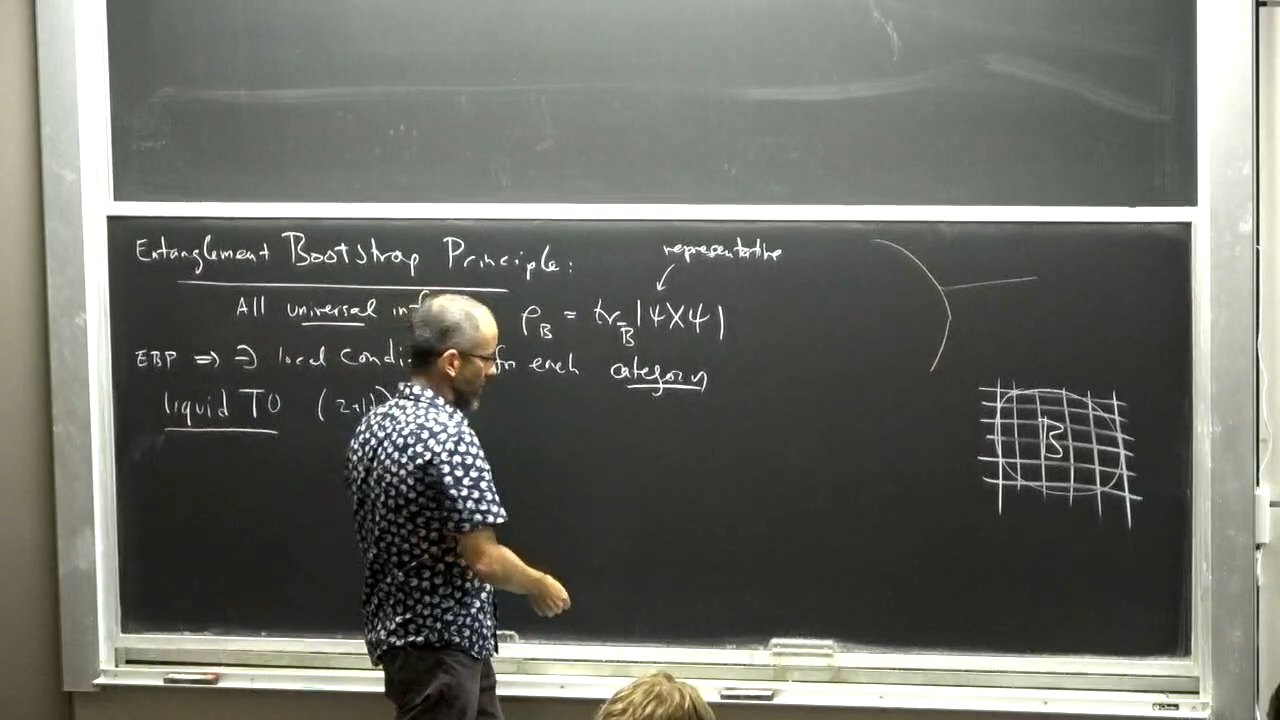 Entanglement Bootstrap Principle:
representative
All universal inf ρ_B = tr_B̄ |ψ⟩⟨ψ|
EBP ⇒ ∃ local condi for each category
liquid TO (2+1)
B